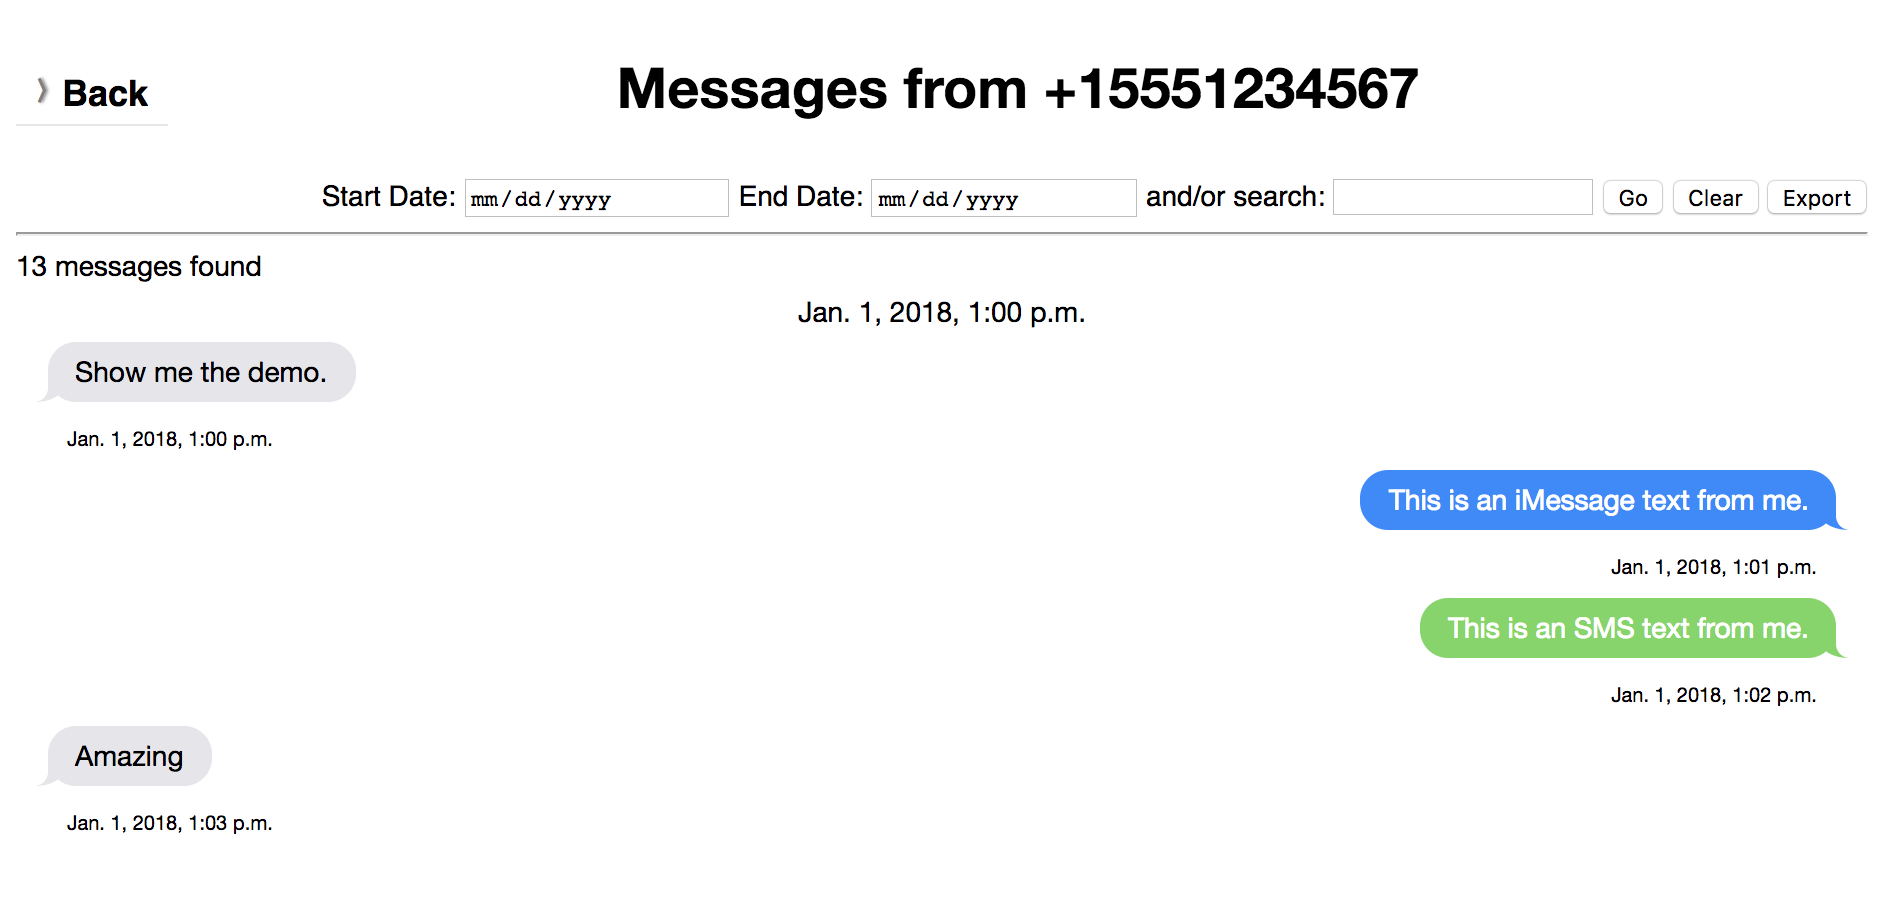 Back
Messages from +15551234567
Start Date: mm/dd/yyyy End Date: mm/dd/yyyy and/or search: Go Clear Export
13 messages found
Jan. 1, 2018, 1:00 p.m.
Show me the demo.
Jan. 1, 2018, 1:00 p.m.
This is an iMessage text from me.
Jan. 1, 2018, 1:01 p.m.
This is an SMS text from me.
Jan. 1, 2018, 1:02 p.m.
Amazing
Jan. 1, 2018, 1:03 p.m.